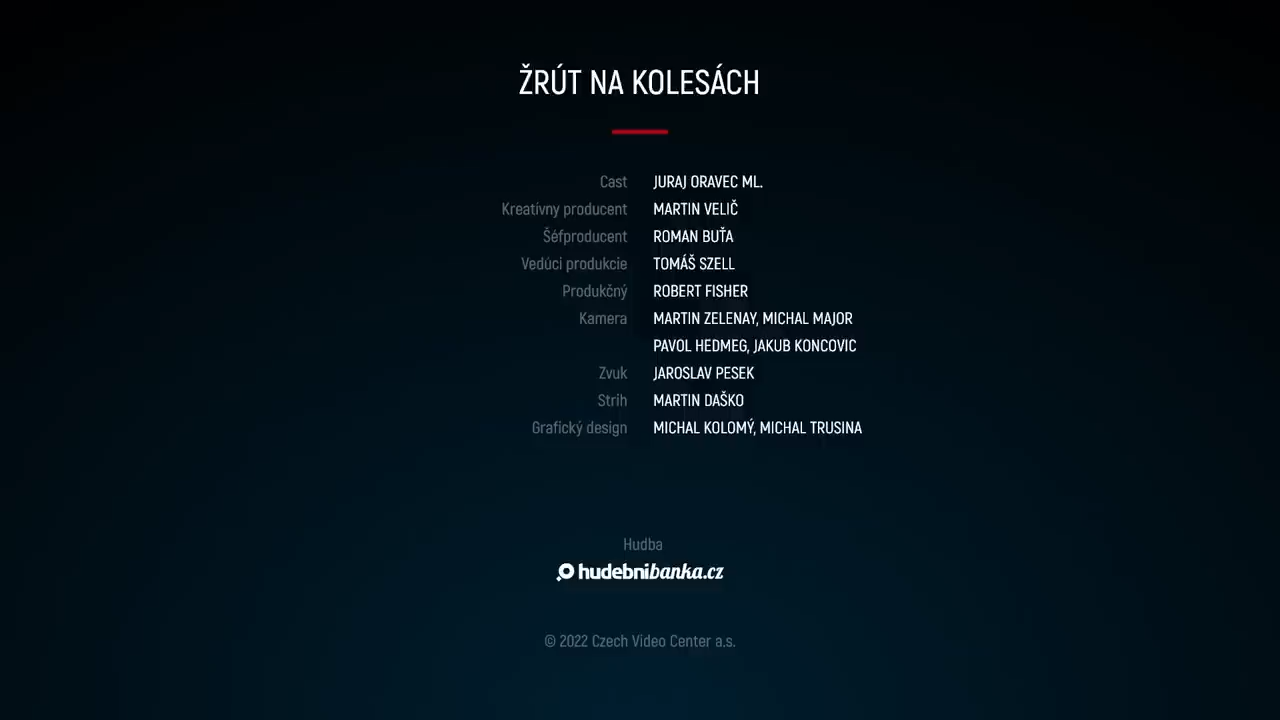 ŽRÚT NA KOLESÁCH
Cast JURAJ ORAVEC ML.
Kreatívny producent MARTIN VELIČ
Šéfproducent ROMAN BUŤA
Vedúci produkcie TOMÁŠ SZELL
Produkčný ROBERT FISHER
Kamera MARTIN ZELENAY, MICHAL MAJOR
PAVOL HEDMEG, JAKUB KONCOVIC
Zvuk JAROSLAV PESEK
Strih MARTIN DAŠKO
Grafický design MICHAL KOLOMÝ, MICHAL TRUSINA
Hudba
hudebnibanka.cz
© 2022 Czech Video Center a.s.